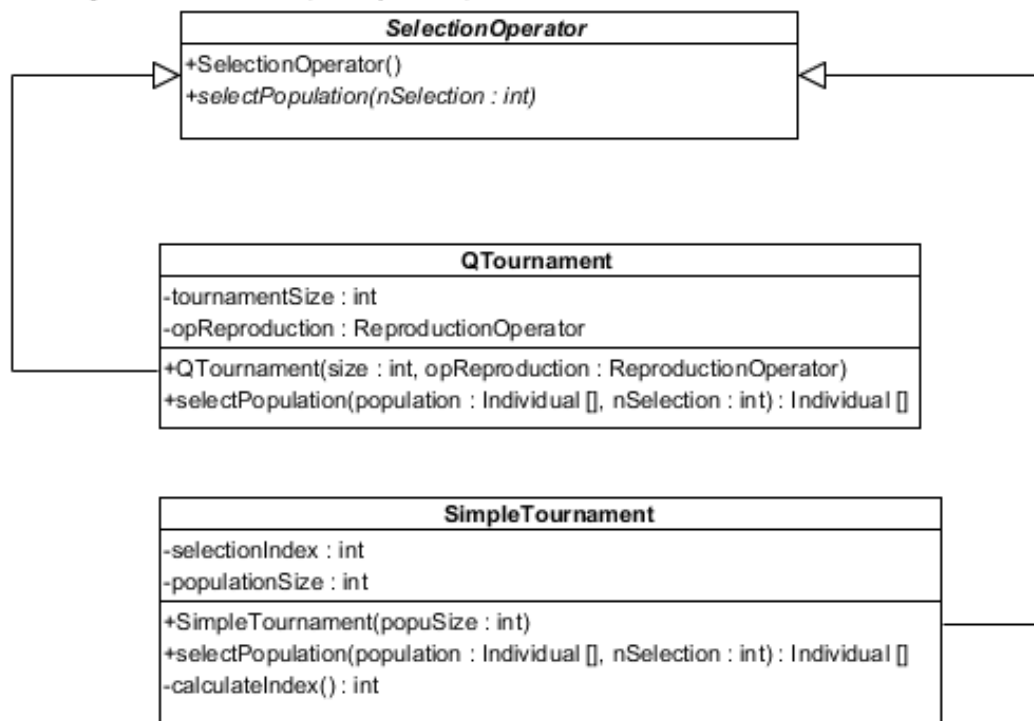 SelectionOperator
+SelectionOperator()
+selectPopulation(nSelection : int)
QTournament
-tournamentSize : int
-opReproduction : ReproductionOperator
+QTournament(size : int, opReproduction : ReproductionOperator)
+selectPopulation(population : Individual [], nSelection : int) : Individual []
SimpleTournament
-selectionIndex : int
-populationSize : int
+SimpleTournament(popuSize : int)
+selectPopulation(population : Individual [], nSelection : int) : Individual []
-calculateIndex() : int